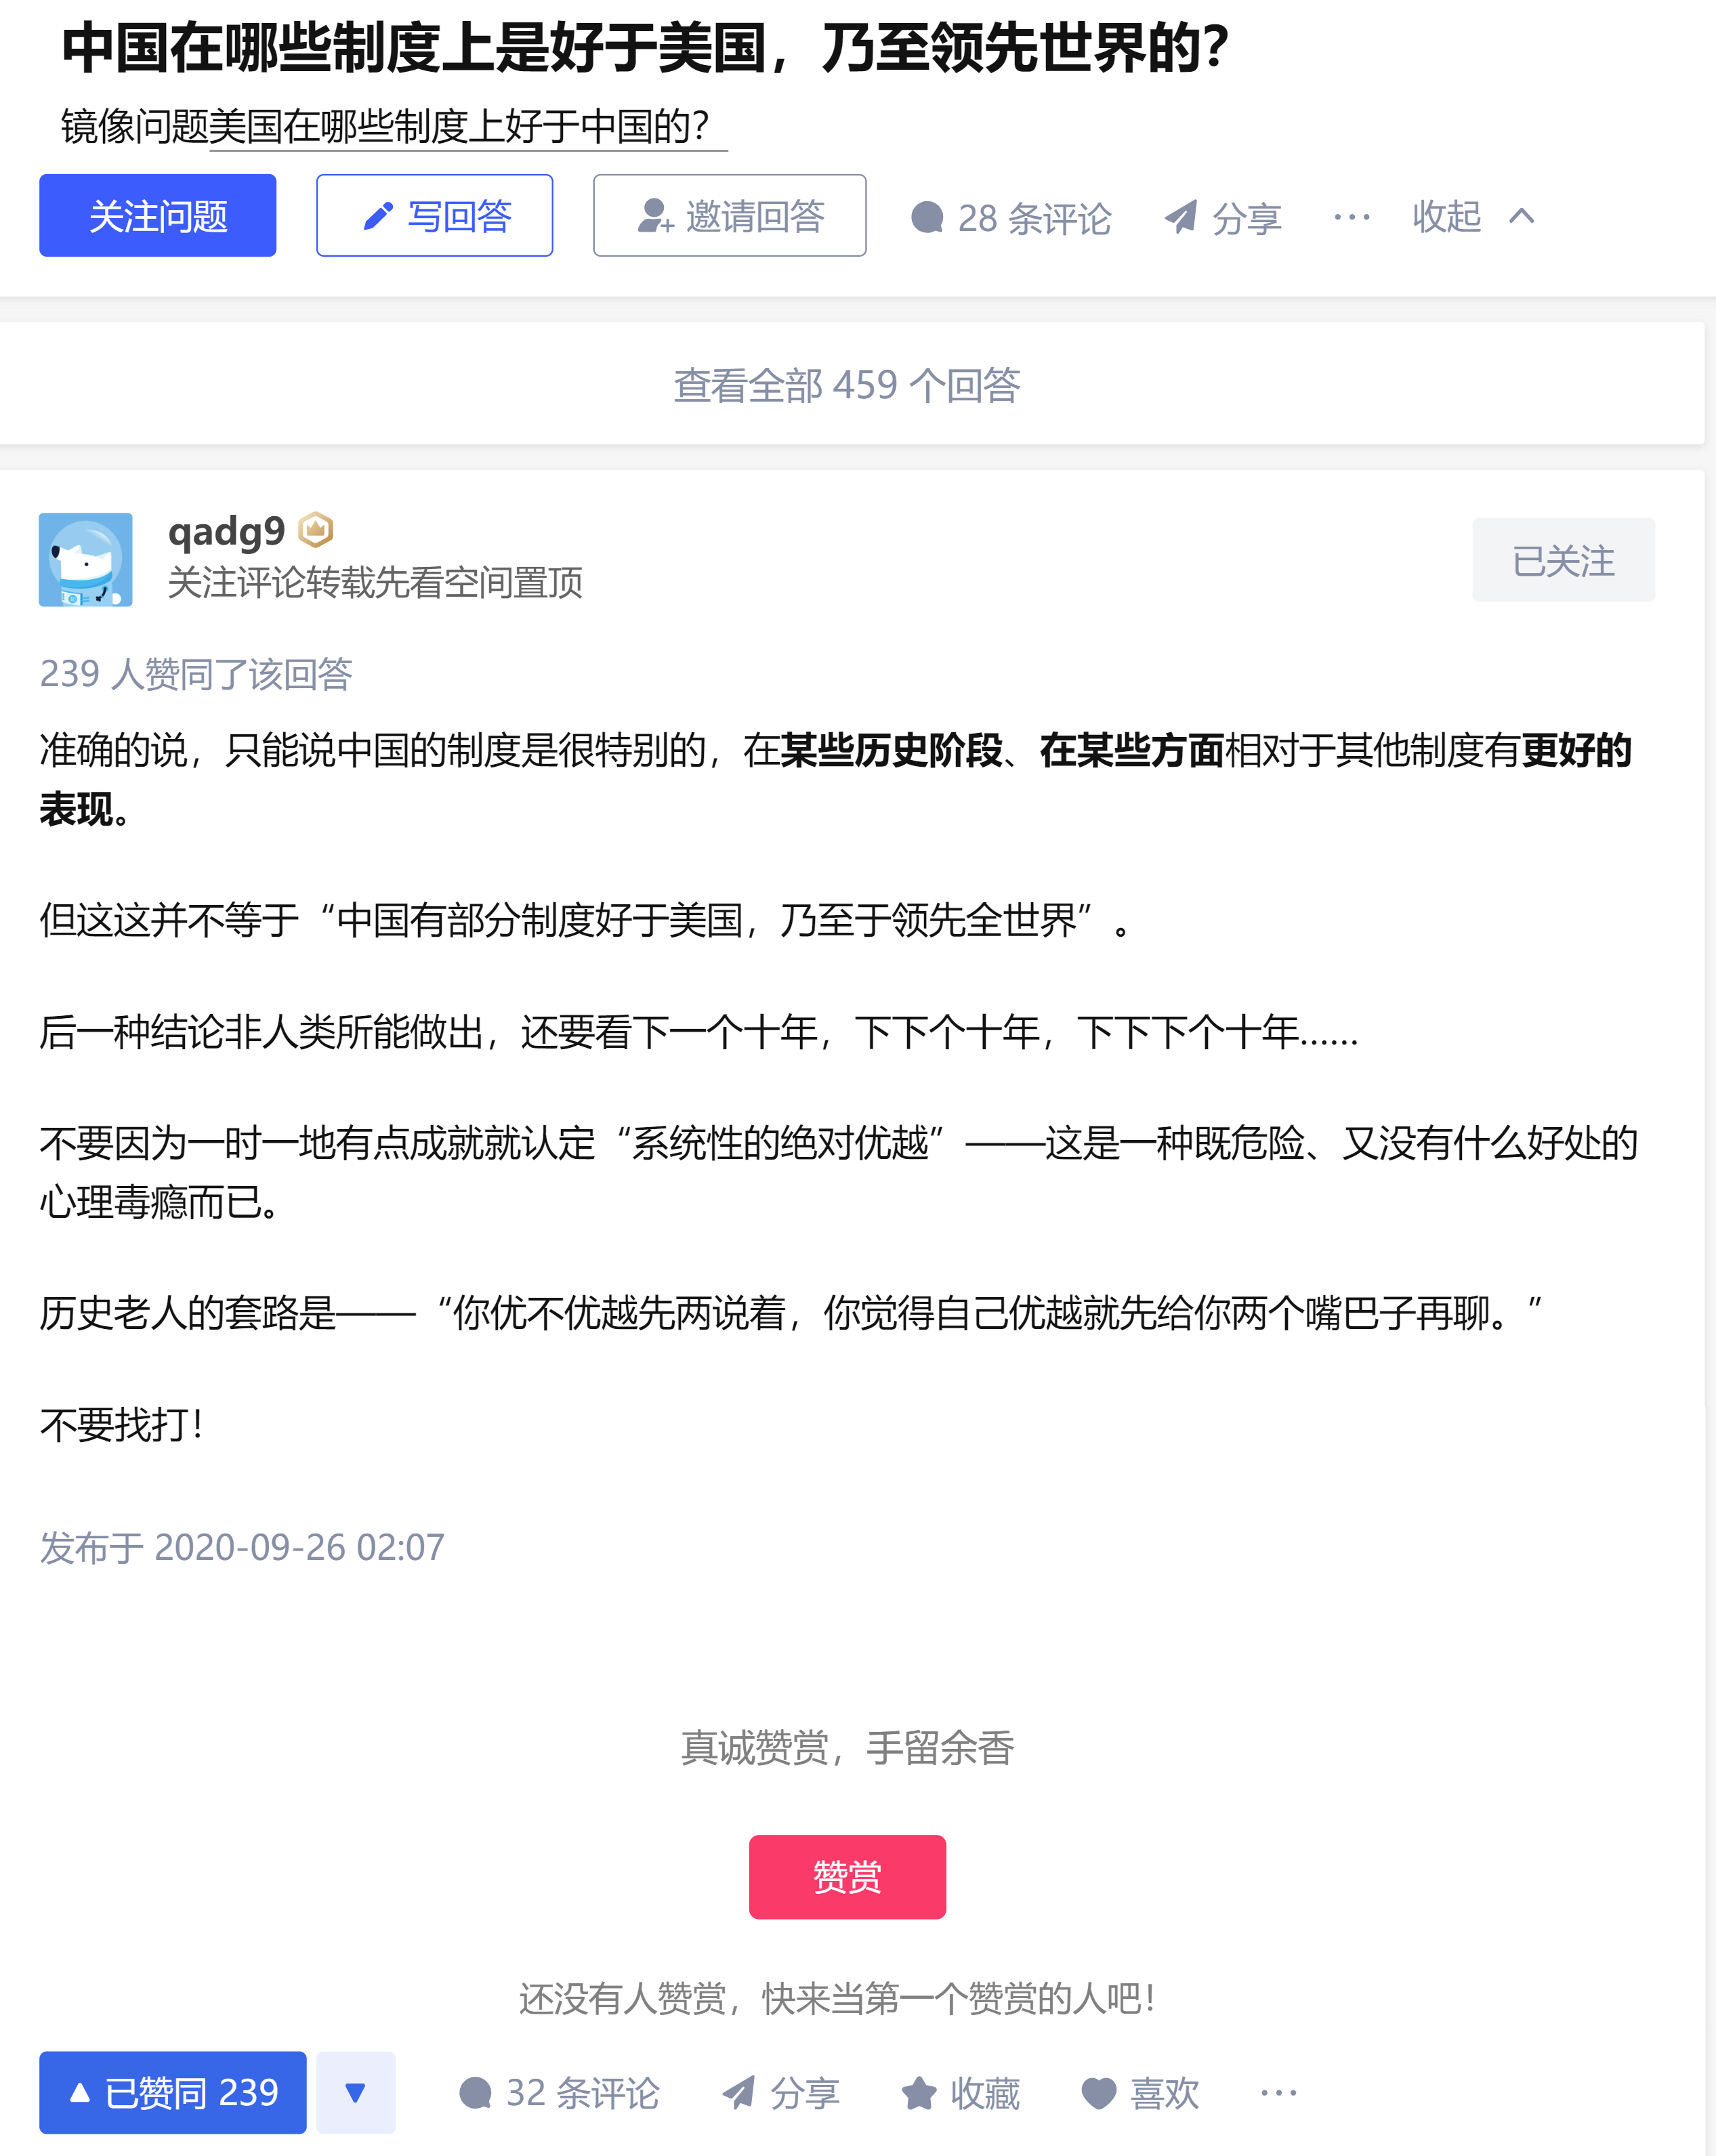 中国在哪些制度上是好于美国，乃至领先世界的？
镜像问题美国在哪些制度上好于中国的？
关注问题 写回答 邀请回答 28 条评论 分享 ··· 收起
查看全部 459 个回答
qadg9
关注评论转载先看空间置顶
已关注
239 人赞同了该回答
准确的说，只能说中国的制度是很特别的，在某些历史阶段、在某些方面相对于其他制度有更好的
表现。
但这这并不等于“中国有部分制度好于美国，乃至于领先全世界”。
后一种结论非人类所能做出，还要看下一个十年，下下个十年，下下下个十年……
不要因为一时一地有点成就就认定“系统性的绝对优越”——这是一种既危险、又没有什么好处的
心理毒瘾而已。
历史老人的套路是——“你优不优越先两说着，你觉得自己优越就先给你两个嘴巴子再聊。”
不要找打！
发布于 2020-09-26 02:07
真诚赞赏，手留余香
赞赏
还没有人赞赏，快来当第一个赞赏的人吧！
已赞同 239 32 条评论 分享 收藏 喜欢 ···